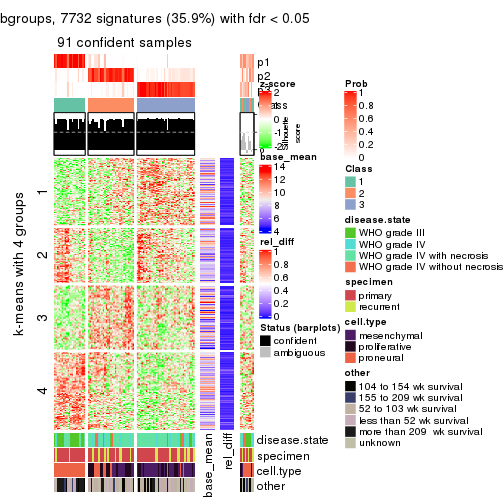 bgroups, 7732 signatures (35.9%) with fdr < 0.05
91 confident samples
p1
p2
z-score
2
Silhouette
score
k-means with 4 groups
1
2
3
4
base_mean
14
12
10
8
6
4
rel_diff
1
0.8
0.6
0.4
0.2
0
Status (barplots)
confident
ambiguous
disease.state
specimen
cell.type
other
base_mean
rel_diff
Prob
1
0.8
0.6
0.4
0.2
0
Class
1
2
3
disease.state
WHO grade III
WHO grade IV
WHO grade IV with necrosis
WHO grade IV without necrosis
specimen
primary
recurrent
cell.type
mesenchymal
proliferative
proneural
other
104 to 154 wk survival
155 to 209 wk survival
52 to 103 wk survival
less than 52 wk survival
more than 209  wk survival
unknown